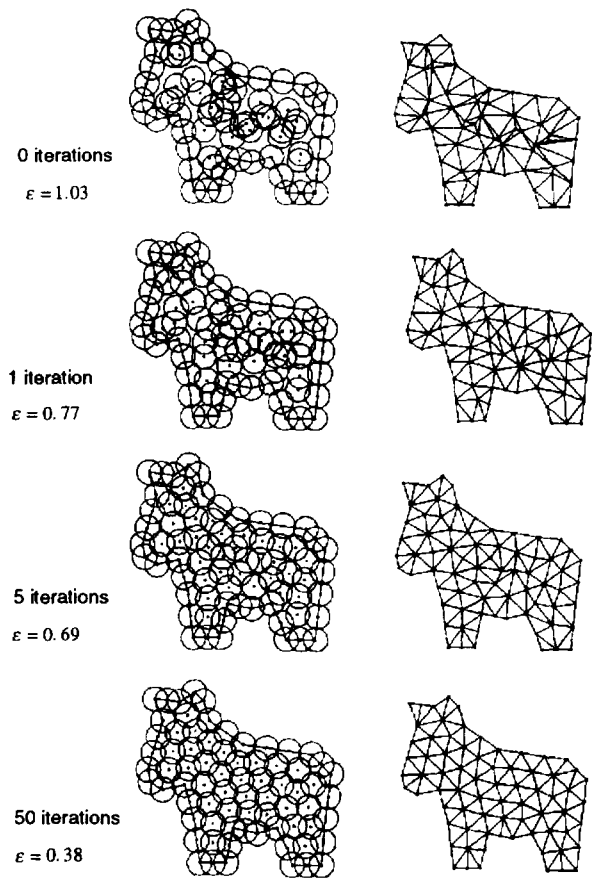 0 iterations
ε = 1.03
1 iteration
ε = 0.77
5 iterations
ε = 0.69
50 iterations
ε = 0.38